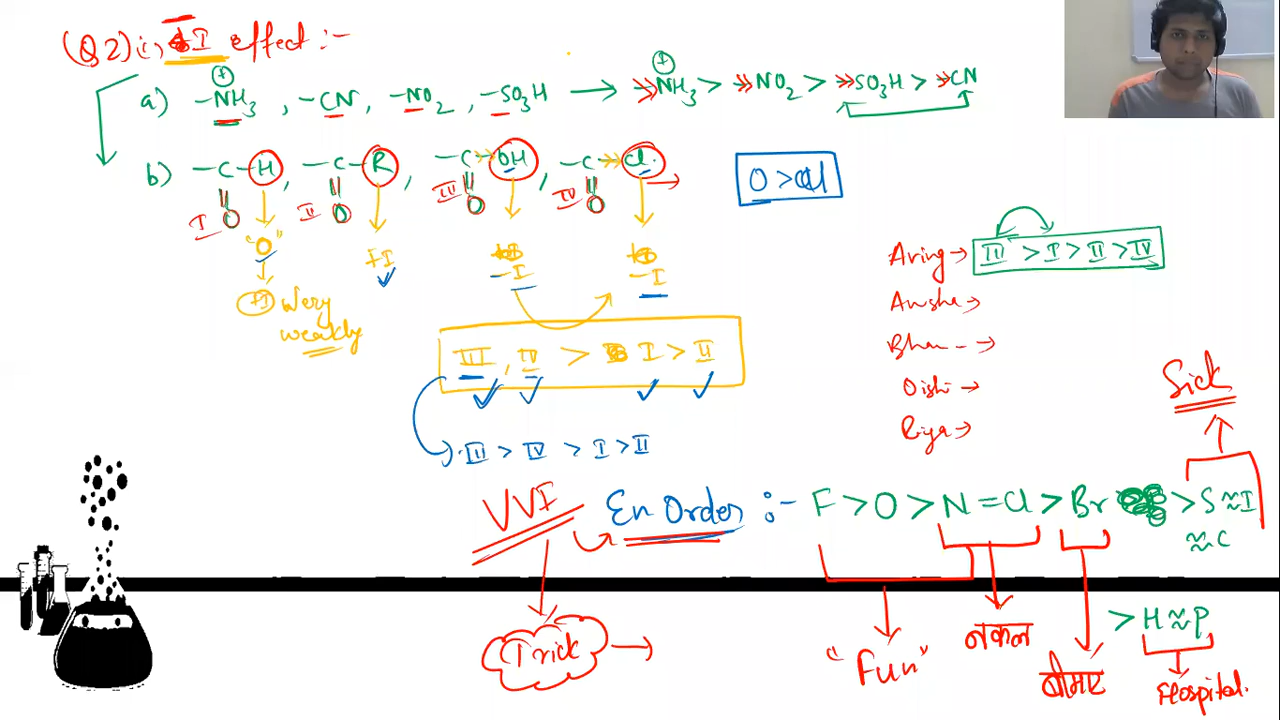 (Q2) i, -I effect :-
a) -NH3⊕ , -CN , -NO2 , -SO3H → NH3⊕ > NO2 > SO3H > CN
b) -C-H , -C-R , -C-OH , -C-Cl
I O II O III O IV O
O > Cl
"O" +I -I -I
+I Very weakly
III , IV > I > II
III > IV > I > II
Aring → III > I > II > IV
Anshe →
Bhen - →
Oishi →
Riya →
Sick
VVI En Order :- F > O > N = Cl > Br > S ≈ I
≈ C
> H ≈ P
Trick →
"Fun"
नकल
बीमार
Hospital.